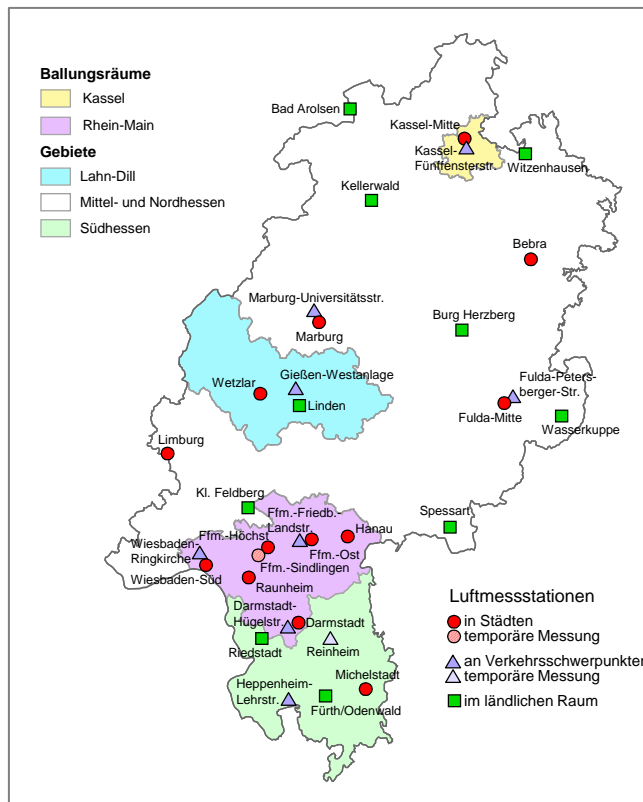 Ballungsräume
Kassel
Rhein-Main
Gebiete
Lahn-Dill
Mittel- und Nordhessen
Südhessen
Bad Arolsen
Kassel-Mitte
Kassel-
Fünffensterstr.
Witzenhausen
Kellerwald
Bebra
Marburg-Universitätsstr.
Marburg
Burg Herzberg
Gießen-Westanlage
Wetzlar
Linden
Fulda-Peters-
berger-Str.
Fulda-Mitte
Wasserkuppe
Limburg
Kl. Feldberg
Spessart
Ffm.-Friedb.-
Landstr.
Hanau
Ffm.-Höchst
Ffm.-Ost
Wiesbaden-
Ringkirche
Ffm.-Sindlingen
Wiesbaden-Süd
Raunheim
Darmstadt-
Hügelstr.
Darmstadt
Riedstadt
Reinheim
Michelstadt
Heppenheim-
Lehrstr.
Fürth/Odenwald
Luftmessstationen
in Städten
temporäre Messung
an Verkehrsschwerpunkten
temporäre Messung
im ländlichen Raum